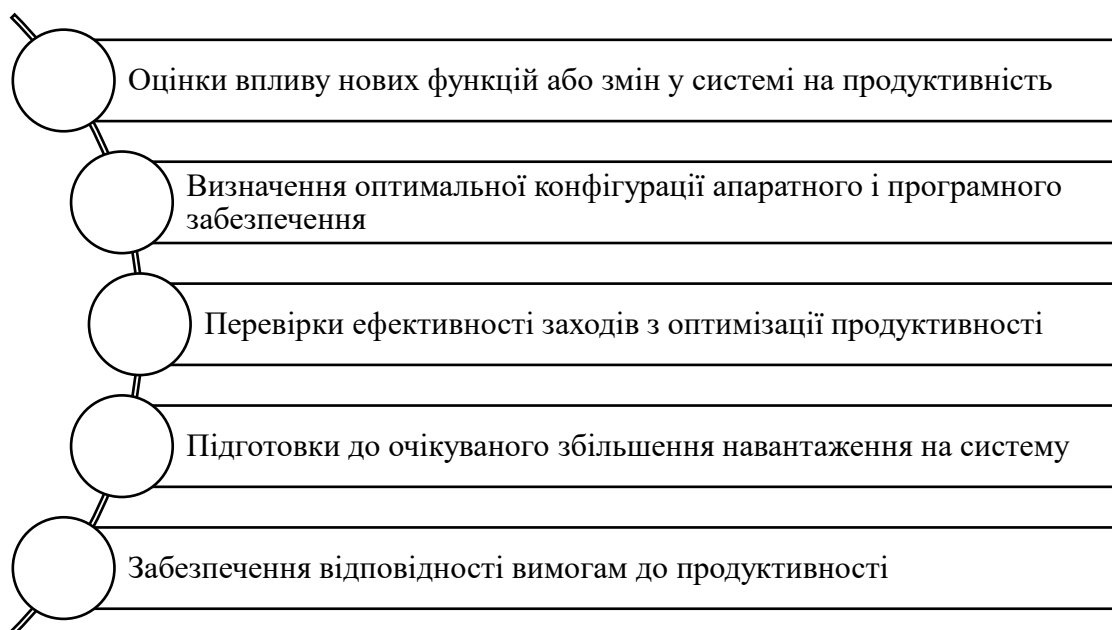 Оцінки впливу нових функцій або змін у системі на продуктивність
Визначення оптимальної конфігурації апаратного і програмного
забезпечення
Перевірки ефективності заходів з оптимізації продуктивності
Підготовки до очікуваного збільшення навантаження на систему
Забезпечення відповідності вимогам до продуктивності